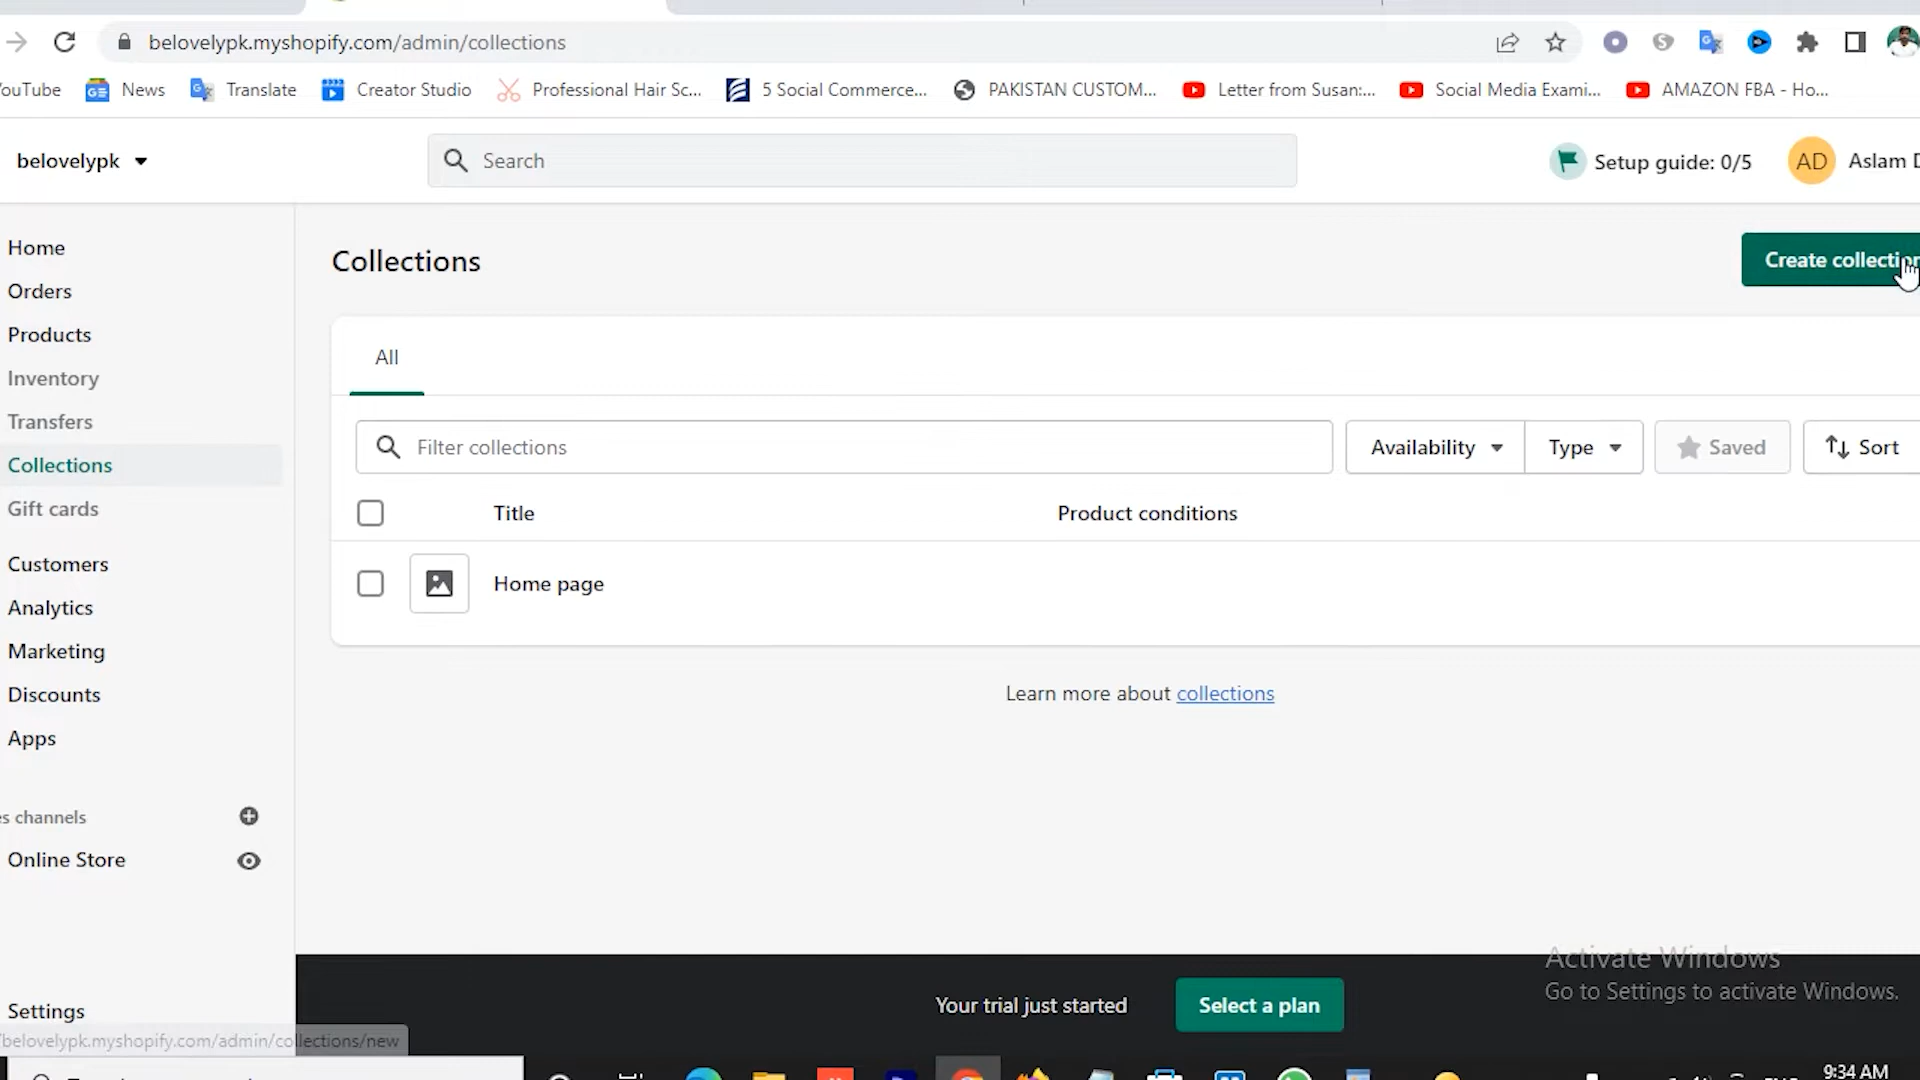 belovelypk.myshopify.com/admin/collections
ouTube News Translate Creator Studio Professional Hair Sc... 5 Social Commerce... PAKISTAN CUSTOM... Letter from Susan:... Social Media Exami... AMAZON FBA - Ho...
belovelypk Search Setup guide: 0/5 AD Aslam D
Home
Orders
Products
Inventory
Transfers
Collections
Gift cards
Customers
Analytics
Marketing
Discounts
Apps
s channels
Online Store
Settings
Collections
Create collection
All
Filter collections Availability Type Saved Sort
Title Product conditions
Home page
Learn more about collections
Your trial just started Select a plan
Activate Windows
Go to Settings to activate Windows.
belovelypk.myshopify.com/admin/collections/new
9:34 AM